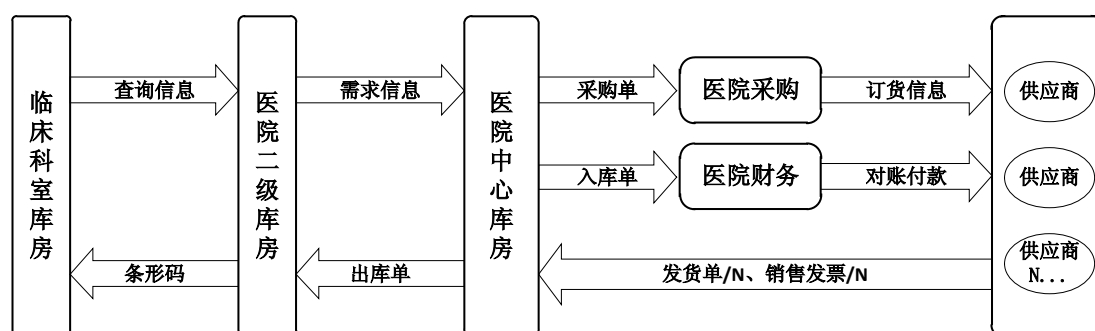 临床科室库房
查询信息
条形码
医院二级库房
需求信息
出库单
医院中心库房
采购单
医院采购
订货信息
入库单
医院财务
对账付款
发货单/N、销售发票/N
供应商
供应商
供应商
N...